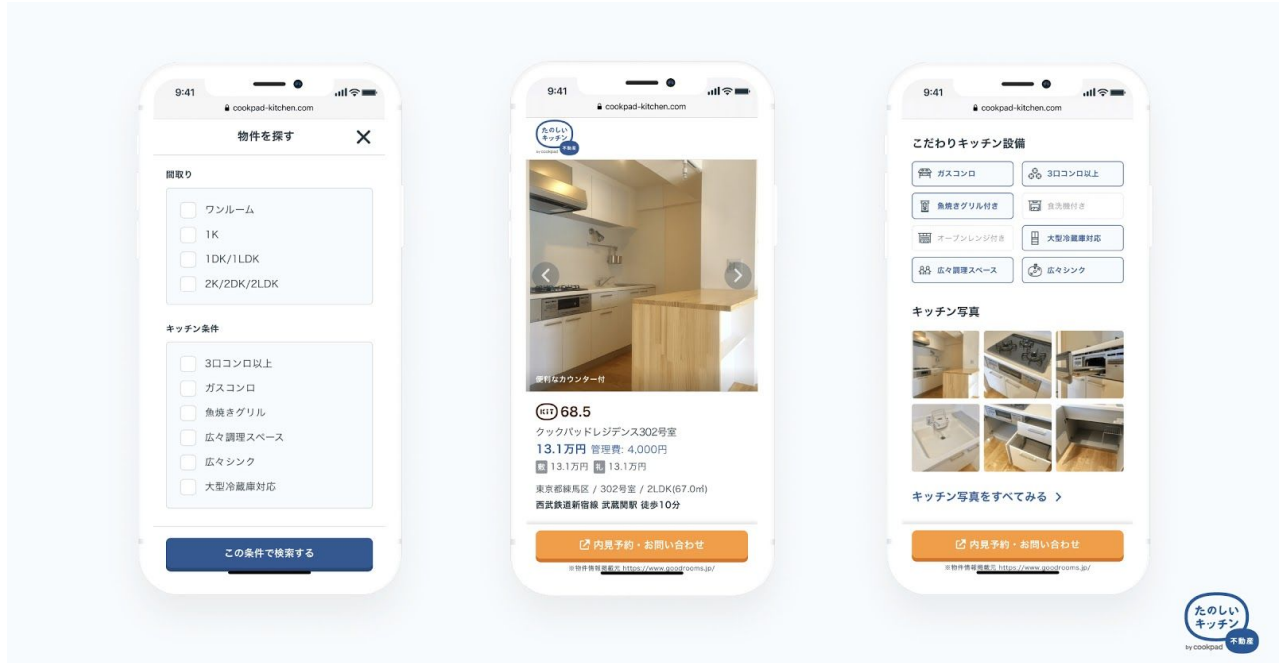 9:41
cookpad-kitchen.com
物件を探す
間取り
ワンルーム
1K
1DK/1LDK
2K/2DK/2LDK
キッチン条件
3口コンロ以上
ガスコンロ
魚焼きグリル
広々調理スペース
広々シンク
大型冷蔵庫対応
この条件で検索する
9:41
cookpad-kitchen.com
たのしい
キッチン
不動産
by cookpad
便利なカウンター付
KiT 68.5
クックパッドレジデンス302号室
13.1万円 管理費: 4,000円
敷 13.1万円 礼 13.1万円
東京都練馬区 / 302号室 / 2LDK(67.0㎡)
西武鉄道新宿線 武蔵関駅 徒歩10分
内見予約・お問い合わせ
※物件情報掲載元 https://www.goodrooms.jp/
9:41
cookpad-kitchen.com
こだわりキッチン設備
ガスコンロ 3口コンロ以上
魚焼きグリル付き 食洗機付き
オーブンレンジ付き 大型冷蔵庫対応
広々調理スペース 広々シンク
キッチン写真
キッチン写真をすべてみる
内見予約・お問い合わせ
※物件情報掲載元 https://www.goodrooms.jp/
たのしい
キッチン
不動産
by cookpad